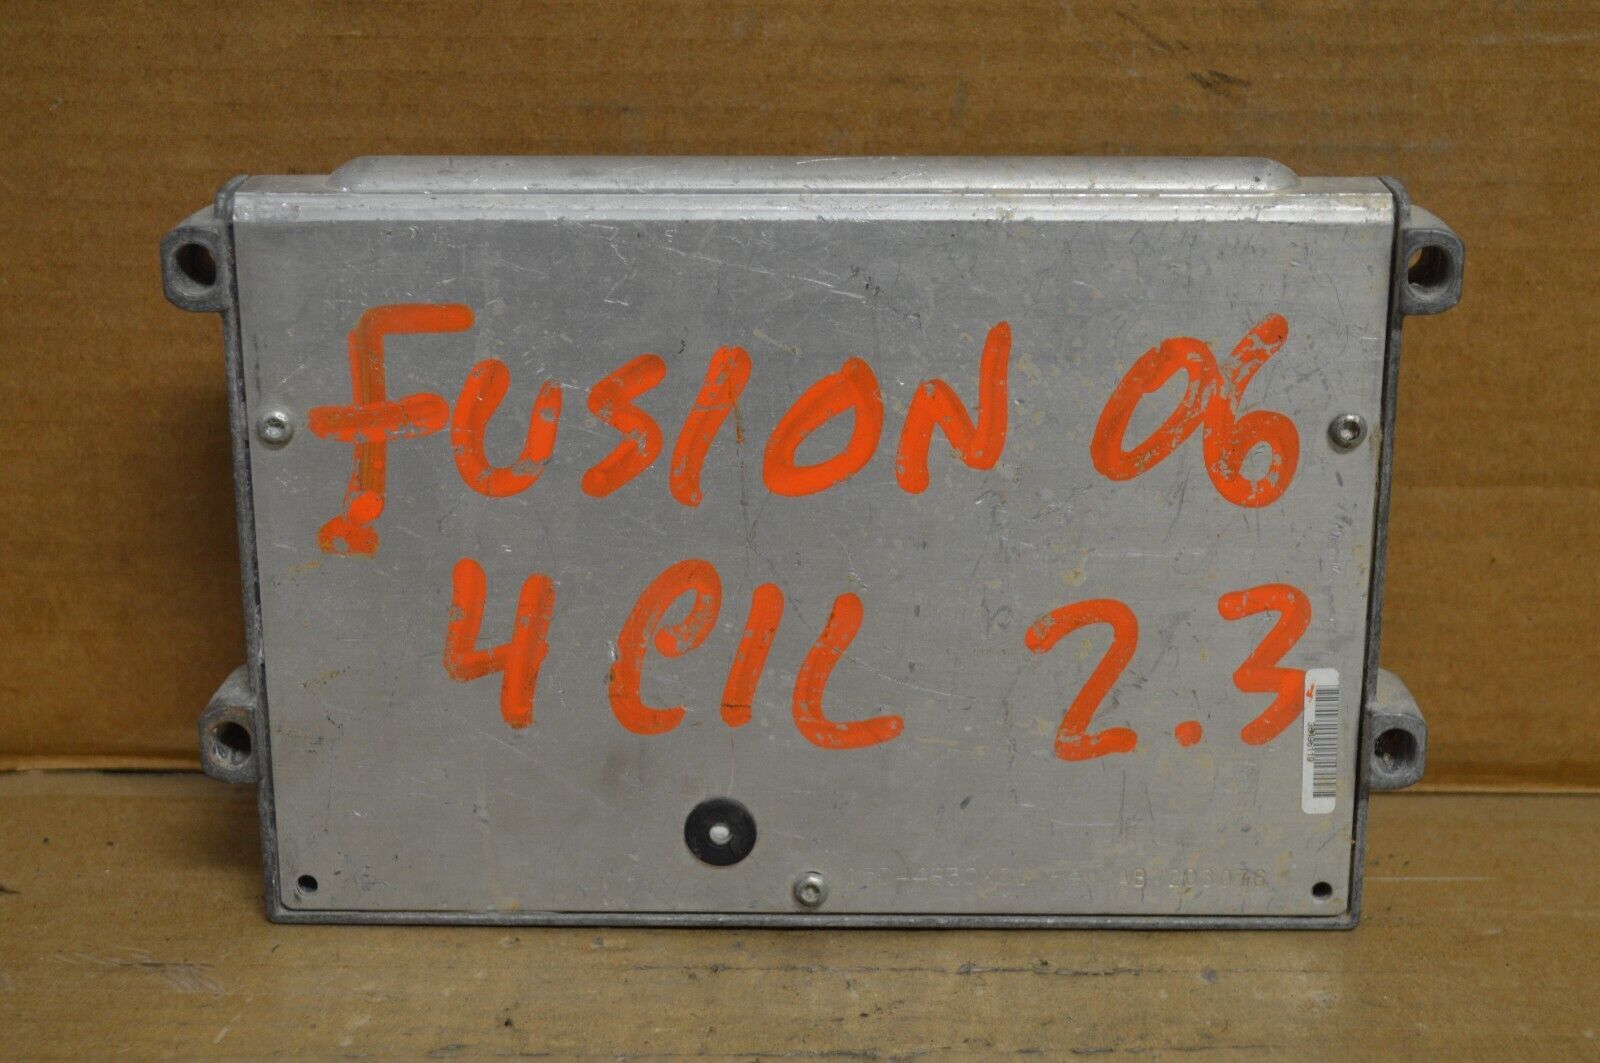 FUSION 06
4 CIL 2.3